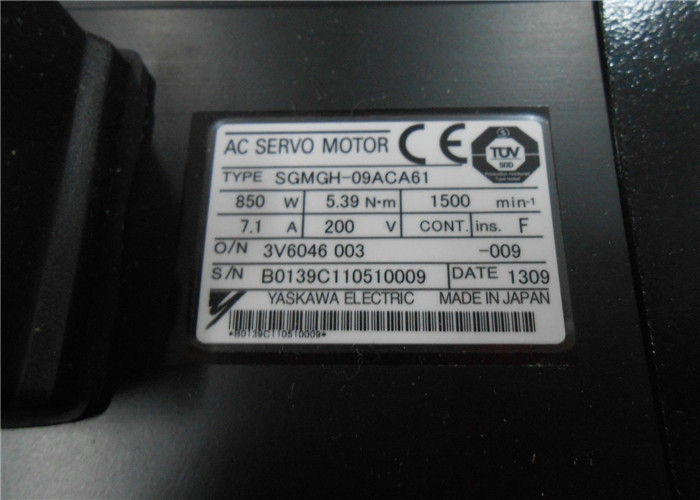 AC SERVO MOTOR CE
TÜV
TYPE SGMGH-09ACA61
850 W 5.39 N·m 1500 min-1
7.1 A 200 V CONT. ins. F
O/N 3V6046 003 -009
S/N B0139C110510009 DATE 1309
YASKAWA ELECTRIC MADE IN JAPAN
*B0139C110510009*